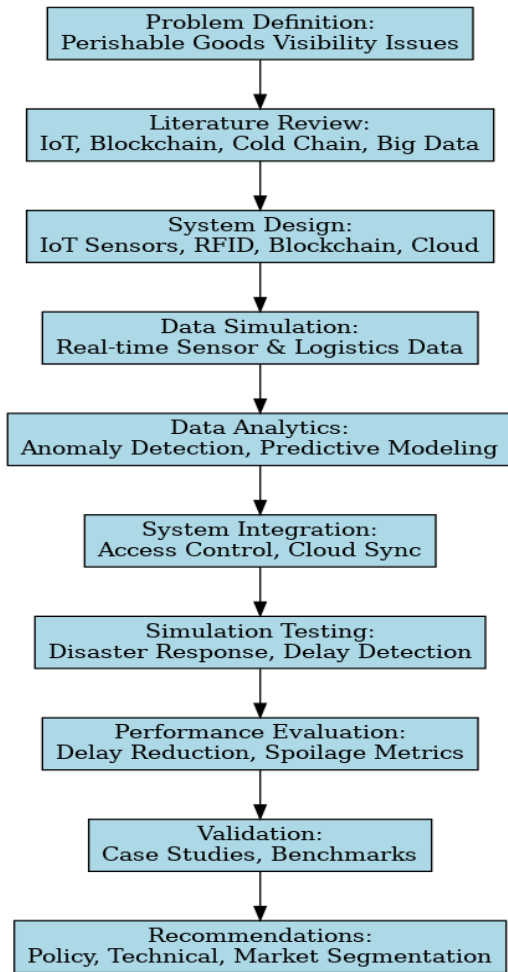 Problem Definition:
Perishable Goods Visibility Issues
Literature Review:
IoT, Blockchain, Cold Chain, Big Data
System Design:
IoT Sensors, RFID, Blockchain, Cloud
Data Simulation:
Real-time Sensor & Logistics Data
Data Analytics:
Anomaly Detection, Predictive Modeling
System Integration:
Access Control, Cloud Sync
Simulation Testing:
Disaster Response, Delay Detection
Performance Evaluation:
Delay Reduction, Spoilage Metrics
Validation:
Case Studies, Benchmarks
Recommendations:
Policy, Technical, Market Segmentation